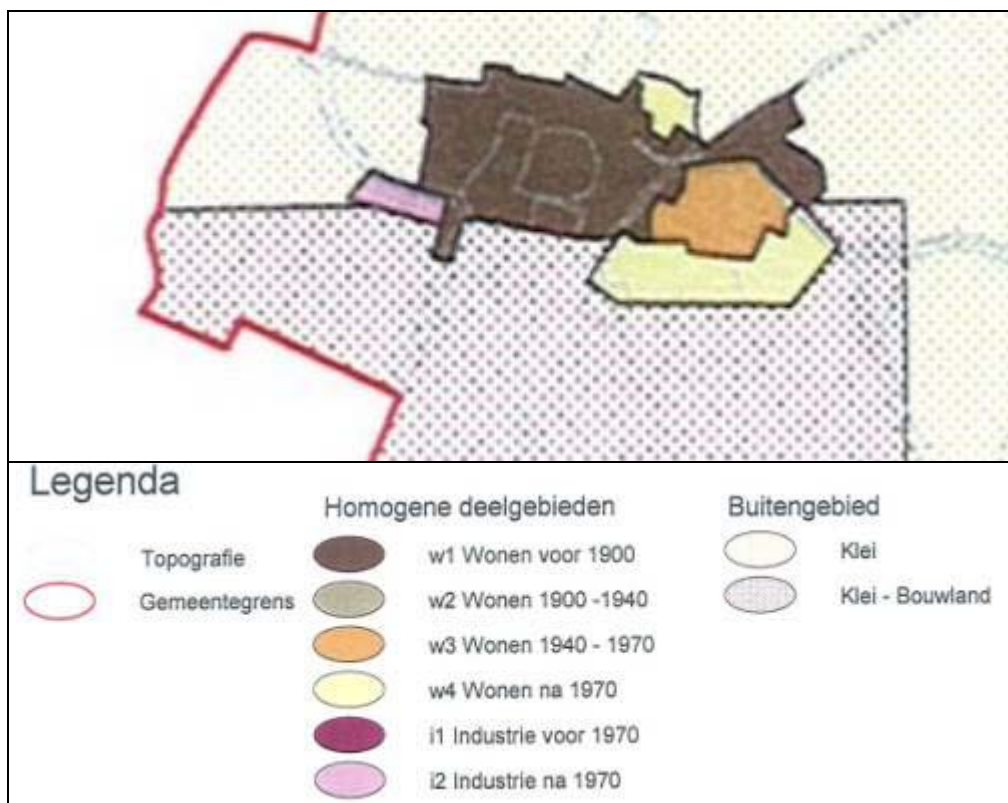 Legenda
Topografie
Gemeentegrens
Homogene deelgebieden
w1 Wonen voor 1900
w2 Wonen 1900 -1940
w3 Wonen 1940 - 1970
w4 Wonen na 1970
i1 Industrie voor 1970
i2 Industrie na 1970
Buitengebied
Klei
Klei - Bouwland